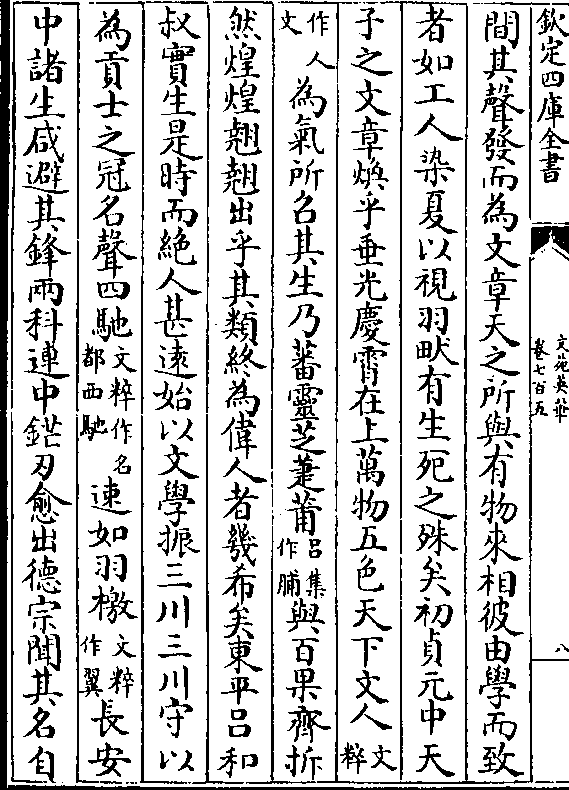 欽定四庫全書
文苑英華
卷七百五
八
間其聲發而為文章天之所與有物來相彼由學而致
者如工人染夏以視羽畎有生死之殊矣初貞元中天
子之文章煥乎垂光慶霄在上萬物五色天下文人文粹
作人文為氣所召其生乃蕃靈芝萐莆呂集作脯與百果齊拆
然煌煌翹翹出乎其類終為偉人者幾希矣東平呂和
叔實生是時而絶人甚遠始以文學振三川三川守以
為貢士之冠名聲四馳文粹作名都西馳速如羽檄文粹作翼長安
中諸生咸避其鋒兩科連中鋩刃愈出德宗聞其名自